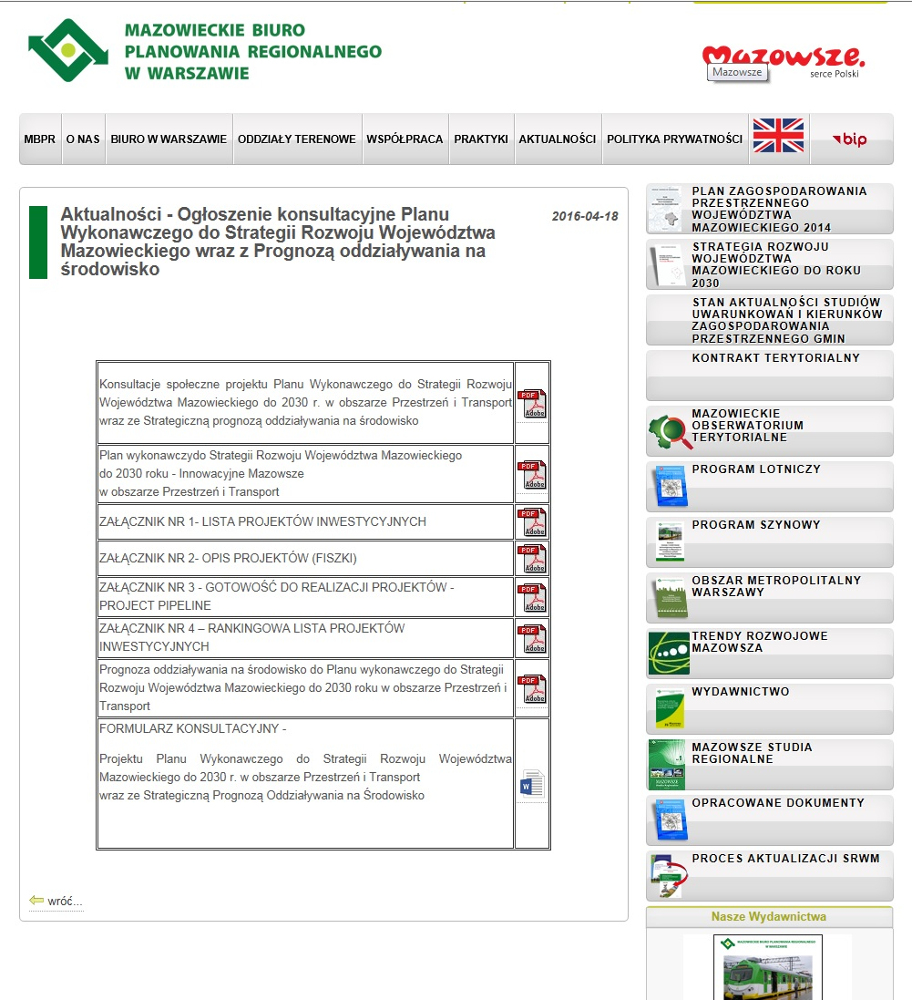 MAZOWIECKIE BIURO
PLANOWANIA REGIONALNEGO
W WARSZAWIE
Mazowsze.
serce Polski
Mazowsze
MBPR
O NAS
BIURO W WARSZAWIE
ODDZIAŁY TERENOWE
WSPÓŁPRACA
PRAKTYKI
AKTUALNOŚCI
POLITYKA PRYWATNOŚCI
bip
Aktualności - Ogłoszenie konsultacyjne Planu
Wykonawczego do Strategii Rozwoju Województwa
Mazowieckiego wraz z Prognozą oddziaływania na
środowisko
2016-04-18
Konsultacje społeczne projektu Planu Wykonawczego do Strategii Rozwoju
Województwa Mazowieckiego do 2030 r. w obszarze Przestrzeń i Transport
wraz ze Strategiczną prognozą oddziaływania na środowisko
PDF
Adobe
Plan wykonawczydo Strategii Rozwoju Województwa Mazowieckiego
do 2030 roku - Innowacyjne Mazowsze
w obszarze Przestrzeń i Transport
PDF
Adobe
ZAŁĄCZNIK NR 1- LISTA PROJEKTÓW INWESTYCYJNYCH
PDF
Adobe
ZAŁĄCZNIK NR 2- OPIS PROJEKTÓW (FISZKI)
PDF
Adobe
ZAŁĄCZNIK NR 3 - GOTOWOŚĆ DO REALIZACJI PROJEKTÓW -
PROJECT PIPELINE
PDF
Adobe
ZAŁĄCZNIK NR 4 – RANKINGOWA LISTA PROJEKTÓW
INWESTYCYJNYCH
PDF
Adobe
Prognoza oddziaływania na środowisko do Planu wykonawczego do Strategii
Rozwoju Województwa Mazowieckiego do 2030 roku w obszarze Przestrzeń i
Transport
PDF
Adobe
FORMULARZ KONSULTACYJNY -
Projektu Planu Wykonawczego do Strategii Rozwoju Województwa
Mazowieckiego do 2030 r. w obszarze Przestrzeń i Transport
wraz ze Strategiczną Prognozą Oddziaływania na Środowisko
W
wróć...
PLAN ZAGOSPODAROWANIA
PRZESTRZENNEGO
WOJEWÓDZTWA
MAZOWIECKIEGO 2014
STRATEGIA ROZWOJU
WOJEWÓDZTWA
MAZOWIECKIEGO DO ROKU
2030
STAN AKTUALNOŚCI STUDIÓW
UWARUNKOWAŃ I KIERUNKÓW
ZAGOSPODAROWANIA
PRZESTRZENNEGO GMIN
KONTRAKT TERYTORIALNY
MAZOWIECKIE
OBSERWATORIUM
TERYTORIALNE
PROGRAM LOTNICZY
PROGRAM SZYNOWY
OBSZAR METROPOLITALNY
WARSZAWY
TRENDY ROZWOJOWE
MAZOWSZA
WYDAWNICTWO
MAZOWSZE STUDIA
REGIONALNE
MAZOWSZE
OPRACOWANE DOKUMENTY
PROCES AKTUALIZACJI SRWM
Nasze Wydawnictwa
MAZOWIECKIE BIURO PLANOWANIA REGIONALNEGO
W WARSZAWIE